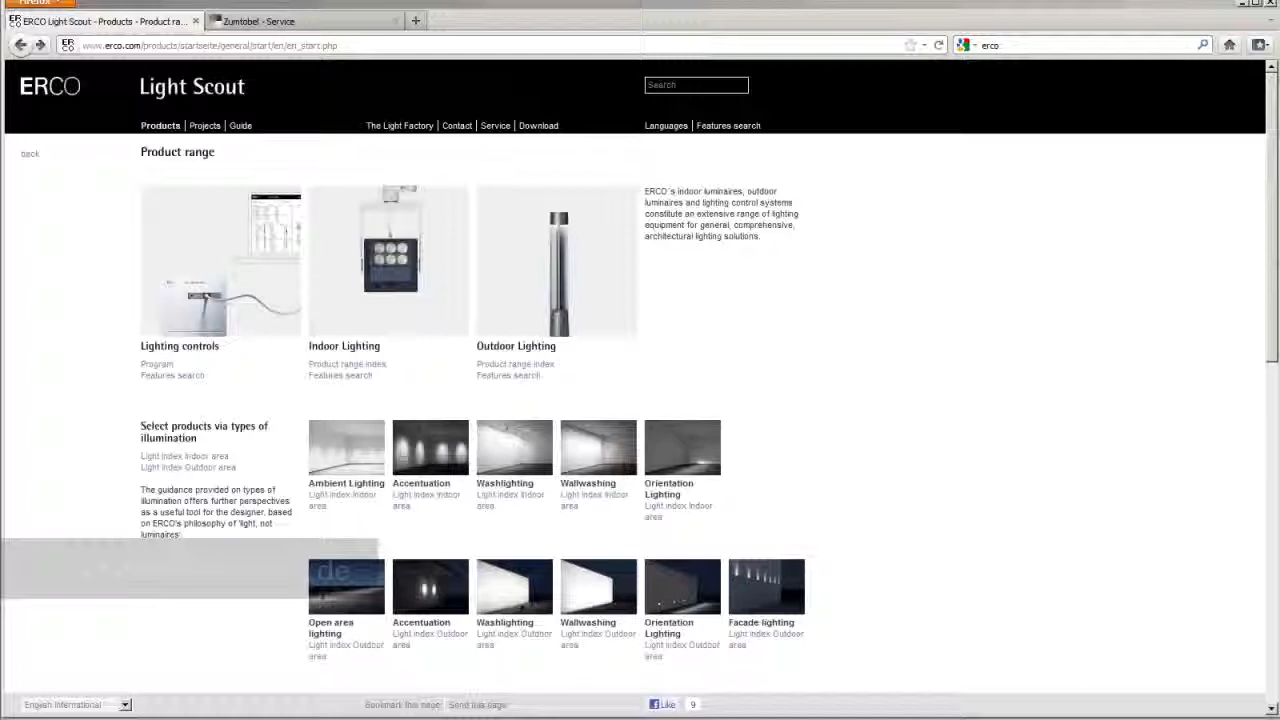 Firefox
ERCO Light Scout - Products - Product ra...
Zumtobel - Service
www.erco.com/products/startseite/general/start/en/en_start.php
erco
ERCO
Light Scout
Search
Products | Projects | Guide
The Light Factory | Contact | Service | Download
Languages | Features search
back
Product range
ERCO´s indoor luminaires, outdoor
luminaires and lighting control systems
constitute an extensive range of lighting
equipment for general, comprehensive,
architectural lighting solutions.
Lighting controls
Program
Features search
Indoor Lighting
Product range index
Features search
Outdoor Lighting
Product range index
Features search
Select products via types of
illumination
Light index Indoor area
Light index Outdoor area
The guidance provided on types of
illumination offers further perspectives
as a useful tool for the designer, based
on ERCO's philosophy of 'light, not
luminaires'
Ambient Lighting
Light index Indoor
area
Accentuation
Light index Indoor
area
Washlighting
Light index Indoor
area
Wallwashing
Light index Indoor
area
Orientation
Lighting
Light index Indoor
area
de
Open area
lighting
Light index Outdoor
area
Accentuation
Light index Outdoor
area
Washlighting
Light index Outdoor
area
Wallwashing
Light index Outdoor
area
Orientation
Lighting
Light index Outdoor
area
Facade lighting
Light index Outdoor
area
English International
Bookmark this page
Send this page
Like
9